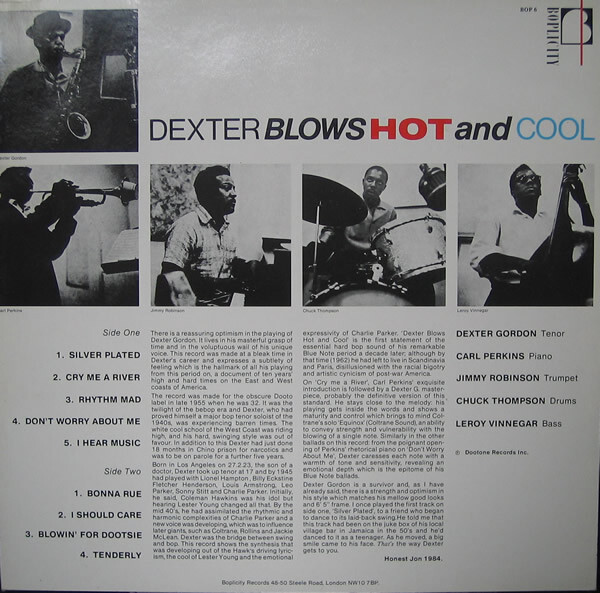 BOP 6
BOPLICITY
DEXTER BLOWS HOT and COOL
Dexter Gordon
Carl Perkins
Jimmy Robinson
Chuck Thompson
Leroy Vinnegar
Side One
1. SILVER PLATED
2. CRY ME A RIVER
3. RHYTHM MAD
4. DON'T WORRY ABOUT ME
5. I HEAR MUSIC
Side Two
1. BONNA RUE
2. I SHOULD CARE
3. BLOWIN' FOR DOOTSIE
4. TENDERLY
There is a reassuring optimism in the playing of
Dexter Gordon. It lives in his masterful grasp of
time and in the voluptuous wail of his unique
voice. This record was made at a bleak time in
Dexter's career and expresses a subtlety of
feeling which is the hallmark of all his playing
from this period on, a document of ten years'
high and hard times on the East and West
coasts of America.
The record was made for the obscure Dooto
label in late 1955 when he was 32. It was the
twilight of the bebop era and Dexter, who had
proved himself a major bop tenor soloist of the
1940s, was experiencing barren times. The
white cool school of the West Coast was riding
high, and his hard, swinging style was out of
favour. In addition to this Dexter had just done
18 months in Chino prison for narcotics and
was to be on parole for a further five years.
Born in Los Angeles on 27.2.23, the son of a
doctor, Dexter took up tenor at 17 and by 1945
had played with Lionel Hampton, Billy Eckstine
Fletcher Henderson, Louis Armstrong, Leo
Parker, Sonny Stitt and Charlie Parker. Initially,
he said, Coleman Hawkins was his idol but
hearing Lester Young changed all that. By the
mid 40's, he had assimilated the rhythmic and
harmonic complexities of Charlie Parker and a
new voice was developing, which was to influence
later giants, such as Coltrane, Rollins and Jackie
McLean. Dexter was the bridge between swing
and bop. This record shows the synthesis that
was developing out of the Hawk's driving lyric-
ism, the cool of Lester Young and the emotional
expressivity of Charlie Parker. 'Dexter Blows
Hot and Cool' is the first statement of the
essential hard bop sound of his remarkable
Blue Note period a decade later; although by
that time (1962) he had left to live in Scandinavia
and Paris, disillusioned with the racial bigotry
and artistic cynicism of post-war America.
On 'Cry me a River', Carl Perkins' exquisite
introduction is followed by a Dexter G. master-
piece, probably the definitive version of this
standard. He stays close to the melody: his
playing gets inside the words and shows a
maturity and control which brings to mind Col-
trane's solo 'Equinox' (Coltrane Sound), an ability
to convey strength and vulnerability with the
blowing of a single note. Similarly in the other
ballads on this record: from the poignant open-
ing of Perkins' rhetorical piano on 'Don't Worry
About Me', Dexter caresses each note with a
warmth of tone and sensitivity, revealing an
emotional depth which is the epitome of his
Blue Note ballads.
Dexter Gordon is a survivor and, as I have
already said, there is a strength and optimism in
his style which matches his mellow good looks
and 6' 5" frame. I once played the first track on
side one, 'Silver Plated', to a friend who began
to dance to its laid-back swing. He told me that
this track had been on the juke box of his local
village bar in Jamaica in the 50's and he'd
danced to it as a teenager. As he moved, a big
smile came to his face. That's the way Dexter
gets to you.
Honest Jon 1984.
DEXTER GORDON Tenor
CARL PERKINS Piano
JIMMY ROBINSON Trumpet
CHUCK THOMPSON Drums
LEROY VINNEGAR Bass
℗ Dootone Records Inc.
Boplicity Records 48-50 Steele Road, London NW10 7BP.